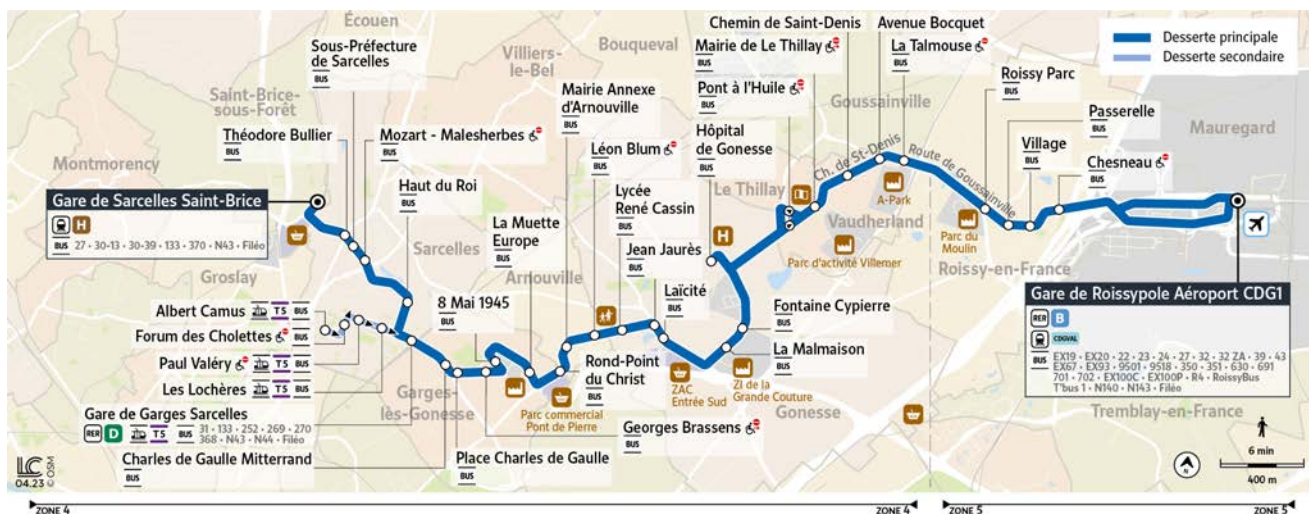 Écouen
Sous-Préfecture
de Sarcelles
BUS
Villiers-
le-Bel
Bouqueval
Chemin de Saint-Denis
BUS
Avenue Bocquet
BUS
Mairie de Le Thillay
BUS
La Talmouse
BUS
Desserte principale
Desserte secondaire
Saint-Brice-
sous-Forêt
Mairie Annexe
d'Arnouville
BUS
Pont à l'Huile
BUS
Goussainville
Roissy Parc
BUS
Théodore Bullier
BUS
Mozart - Malesherbes
BUS
Léon Blum
BUS
Hôpital
de Gonesse
BUS
Ch. de St-Denis
Route de Goussainville
Passerelle
BUS
Mauregard
Montmorency
Village
BUS
Chesneau
BUS
Haut du Roi
BUS
Lycée
René Cassin
BUS
Le Thillay
A-Park
Vaudherland
Gare de Sarcelles Saint-Brice
H
BUS 27 • 30-13 • 30-39 • 133 • 370 • N43 • Filéo
La Muette
Europe
BUS
Sarcelles
Jean Jaurès
BUS
H
Parc d'activité Villemer
Parc du
Moulin
Roissy-en-France
Groslay
Arnouville
Laïcité
BUS
Gare de Roissypole Aéroport CDG1
RER B
CDGVAL
BUS EX19 • EX20 • 22 • 23 • 24 • 27 • 32 • 32 ZA • 39 • 43
EX67 • EX93 • 9501 • 9518 • 350 • 351 • 630 • 691
701 • 702 • EX100C • EX100P • R4 • RoissyBus
T'bus 1 • N140 • N143 • Filéo
Albert Camus T5 BUS
8 Mai 1945
BUS
Fontaine Cypierre
BUS
Forum des Cholettes BUS
La Malmaison
BUS
Paul Valéry T5 BUS
Rond-Point
du Christ
BUS
Les Lochères T5 BUS
Garges-
lès-Gonesse
Parc commercial
Pont de Pierre
ZAC
Entrée Sud
ZI de la
Grande Couture
Gonesse
Tremblay-en-France
Gare de Garges Sarcelles
RER D T5 BUS 31 • 133 • 252 • 269 • 270
368 • N43 • N44 • Filéo
Georges Brassens
BUS
Charles de Gaulle Mitterrand
BUS
Place Charles de Gaulle
BUS
6 min
400 m
N
LC
04.23 © OSM
ZONE 4
ZONE 4
ZONE 5
ZONE 5